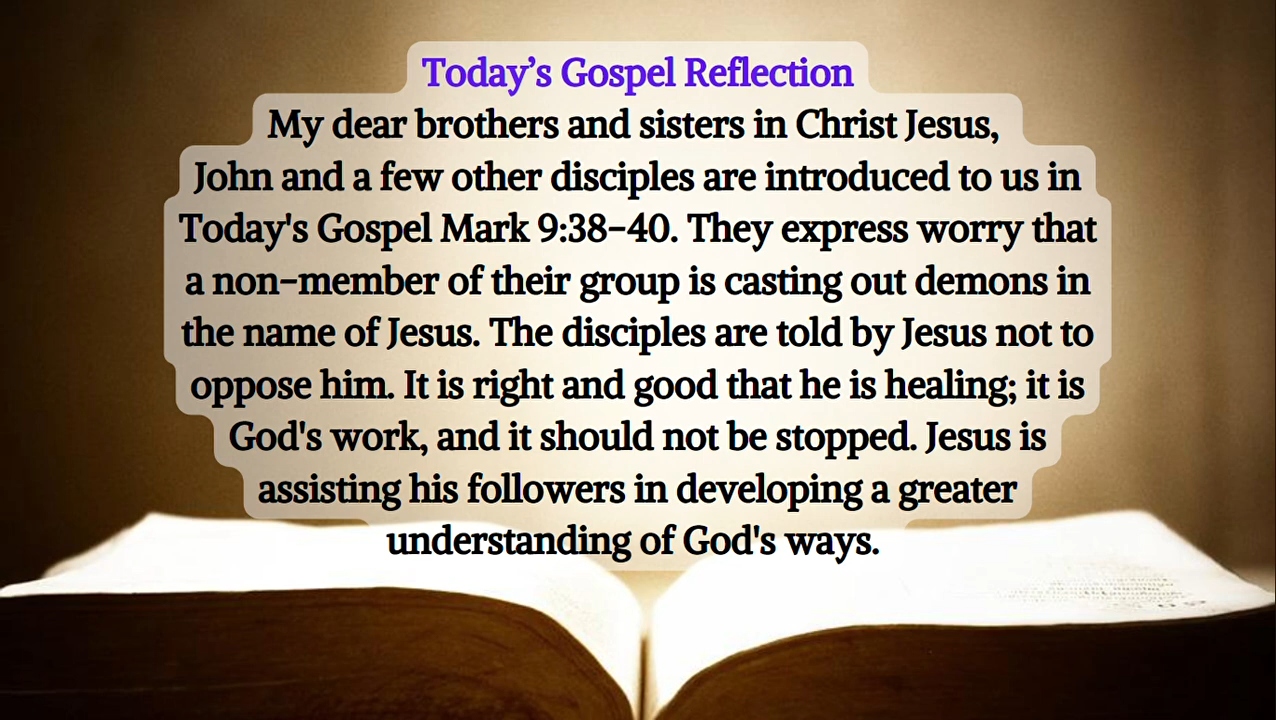 Today’s Gospel Reflection
My dear brothers and sisters in Christ Jesus,
John and a few other disciples are introduced to us in
Today's Gospel Mark 9:38-40. They express worry that
a non-member of their group is casting out demons in
the name of Jesus. The disciples are told by Jesus not to
oppose him. It is right and good that he is healing; it is
God's work, and it should not be stopped. Jesus is
assisting his followers in developing a greater
understanding of God's ways.